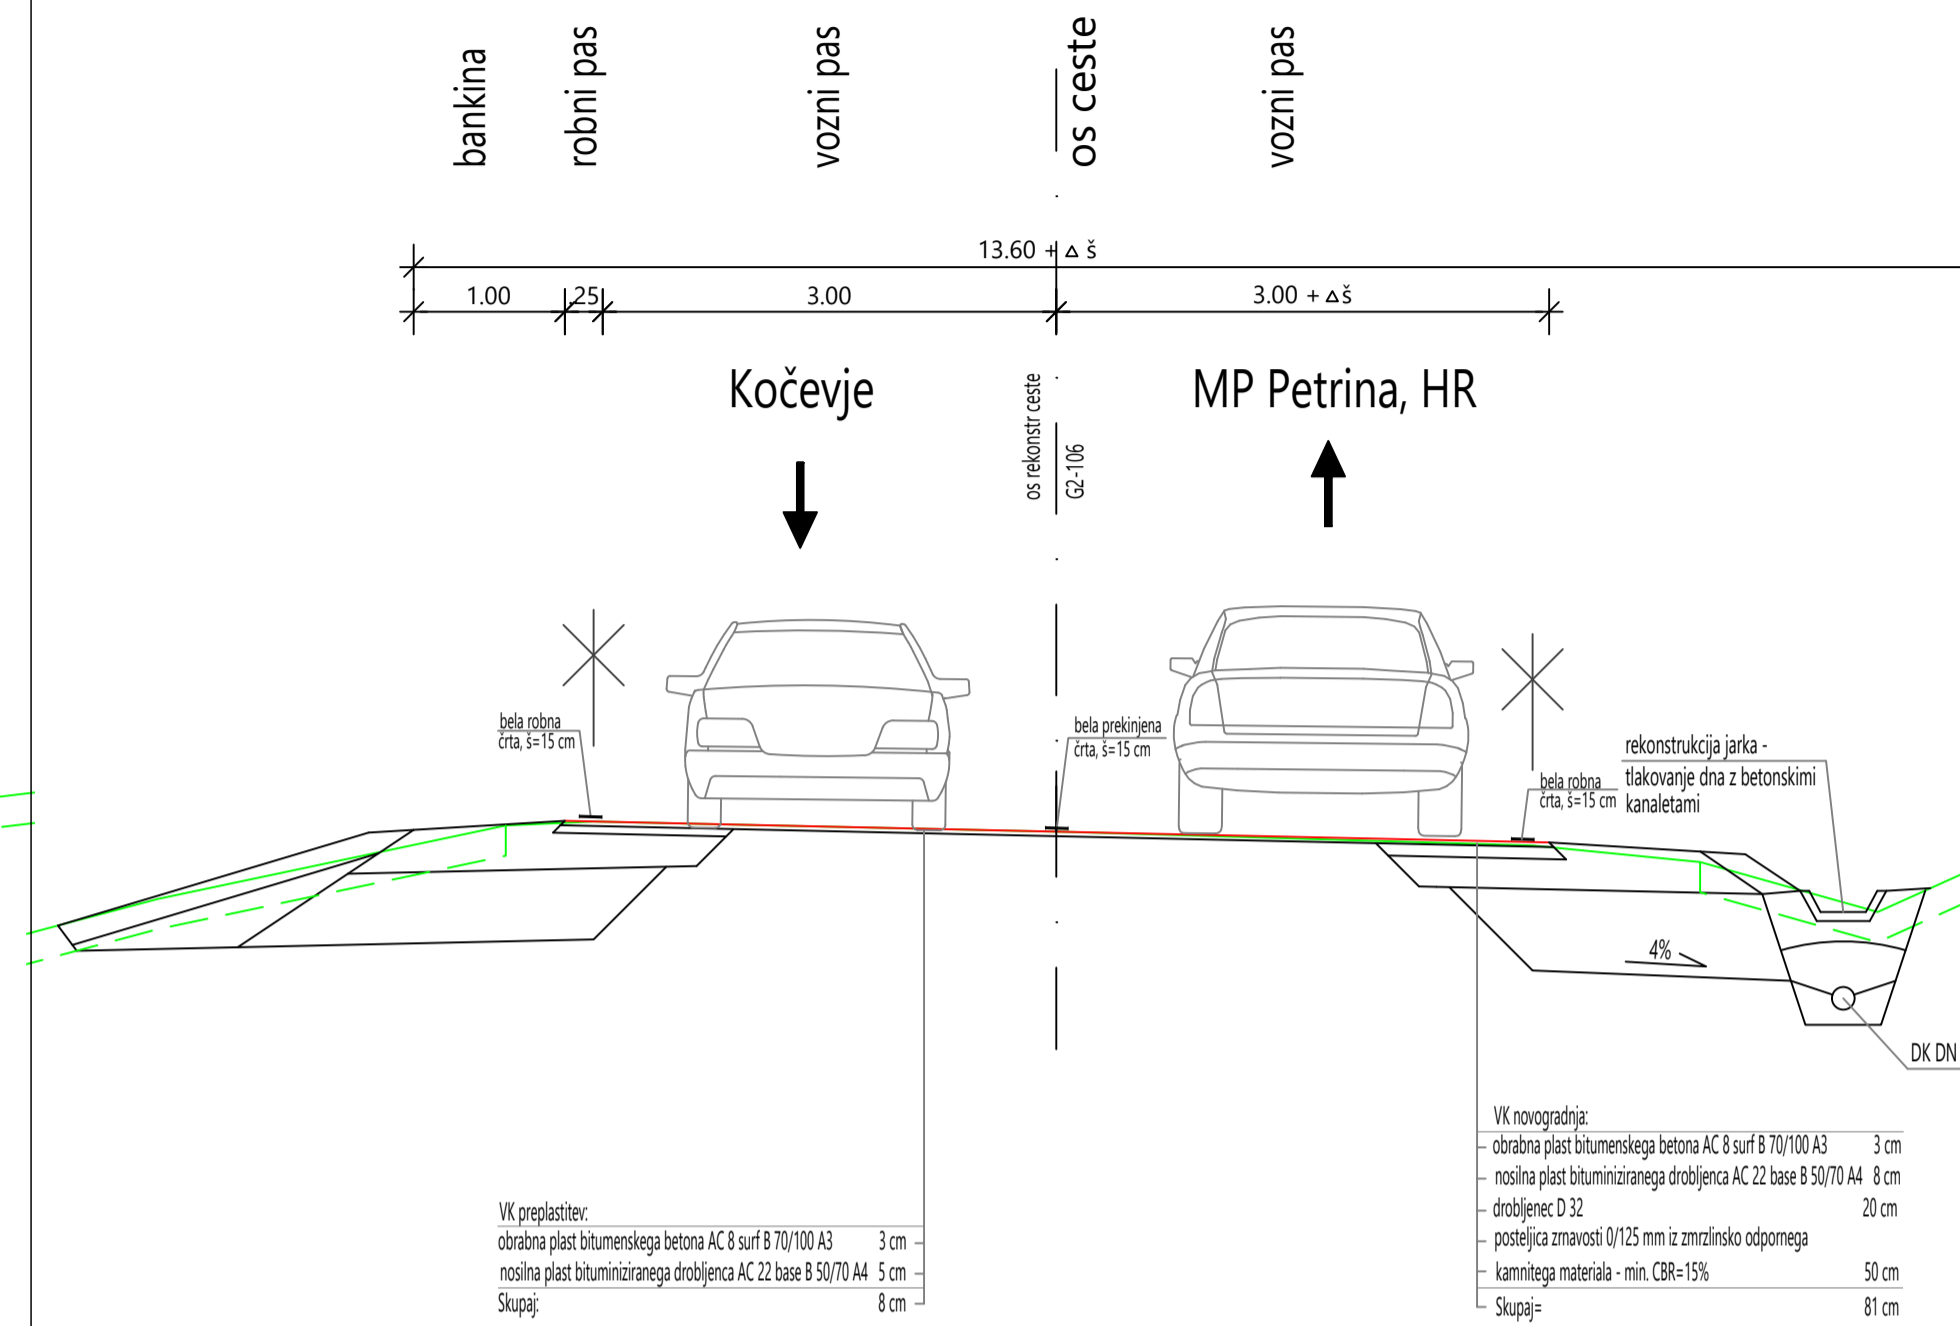 bankina
robni pas
vozni pas
os ceste
vozni pas
13.60 + Δ š
1.00
25
3.00
3.00 + Δš
Kočevje
os rekonstr ceste
G2-106
MP Petrina, HR
bela robna
črta, š=15 cm
bela prekinjena
črta, š=15 cm
bela robna
črta, š=15 cm
rekonstrukcija jarka -
tlakovanje dna z betonskimi
kanaletami
4%
DK DN
VK preplastitev:
obrabna plast bitumenskega betona AC 8 surf B 70/100 A3 3 cm
nosilna plast bituminiziranega drobljenca AC 22 base B 50/70 A4 5 cm
Skupaj: 8 cm
VK novogradnja:
obrabna plast bitumenskega betona AC 8 surf B 70/100 A3 3 cm
nosilna plast bituminiziranega drobljenca AC 22 base B 50/70 A4 8 cm
drobljenec D 32 20 cm
posteljica zrnavosti 0/125 mm iz zmrzlinsko odpornega
kamnitega materiala - min. CBR=15% 50 cm
Skupaj= 81 cm